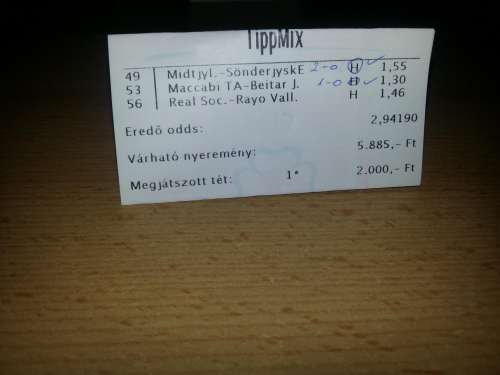 TippMix
49 Midtjyl.-SönderjyskE 2-0 H ✓ 1,55
53 Maccabi TA-Beitar J. 1-0 H ✓ 1,30
56 Real Soc.-Rayo Vall. H 1,46
Eredő odds: 2,94190
Várható nyeremény: 5.885,- Ft
Megjátszott tét: 1* 2.000,- Ft